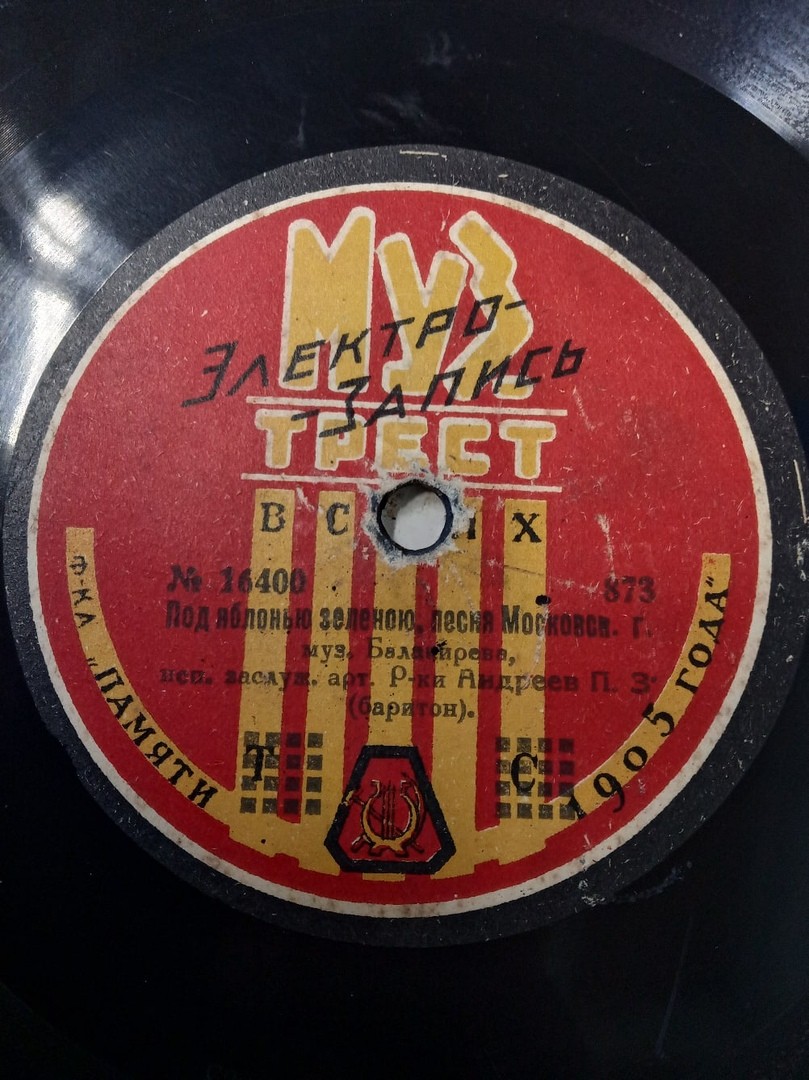 Муз
ЭЛЕКТРО-
-ЗАПИСЬ
ТРЕСТ
В С Н Х
№ 16400 873
Под яблонью зеленою, песня Московск. г.
муз. Балакирева,
исп. заслуж. арт. Р-ки Андреев П. З.
(баритон).
Т С
Ф-КА „ПАМЯТИ 1905 ГОДА"